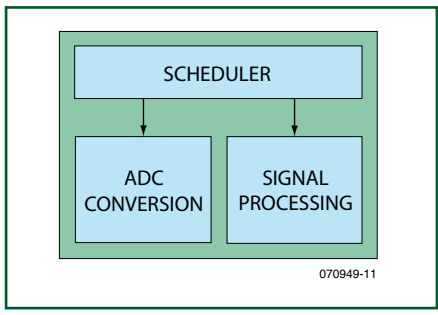 SCHEDULER
ADC
CONVERSION
SIGNAL
PROCESSING
070949-11